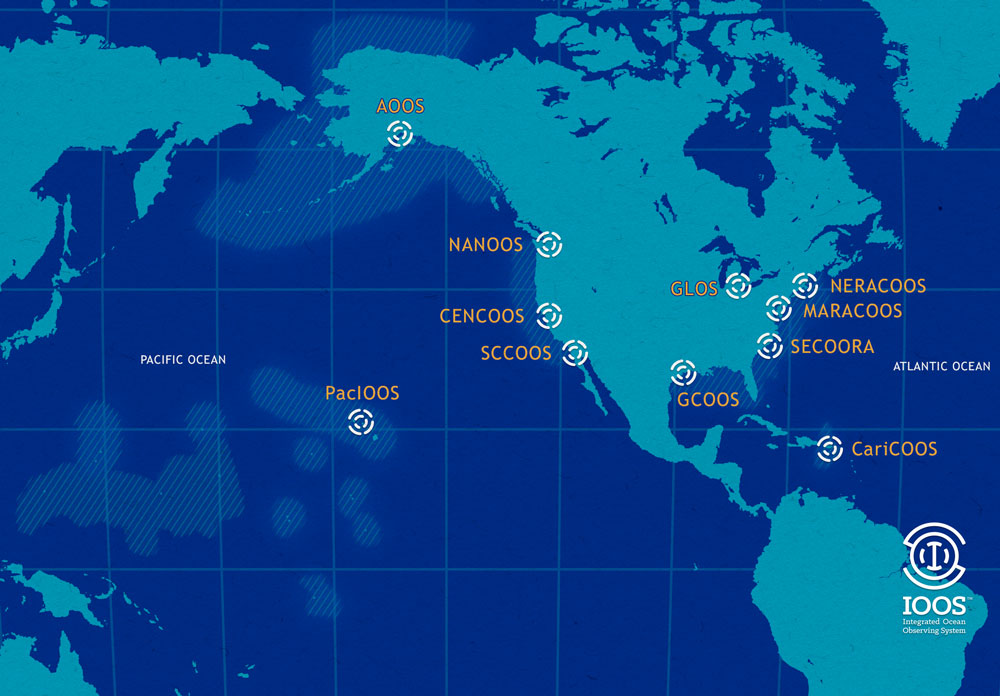 AOOS
NANOOS
GLOS
NERACOOS
CENCOOS
MARACOOS
SCCOOS
SECOORA
PACIFIC OCEAN
ATLANTIC OCEAN
PacIOOS
GCOOS
CariCOOS
IOOS™
Integrated Ocean
Observing System